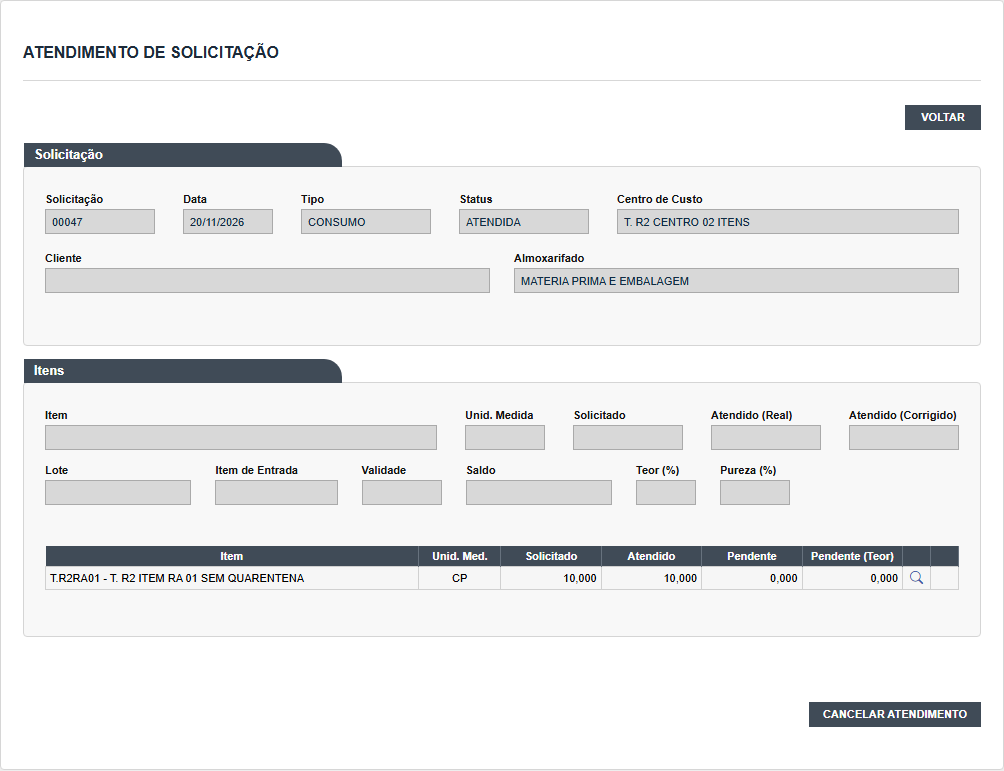 ATENDIMENTO DE SOLICITAÇÃO
VOLTAR
Solicitação
Solicitação Data Tipo Status Centro de Custo
00047 20/11/2026 CONSUMO ATENDIDA T. R2 CENTRO 02 ITENS
Cliente Almoxarifado
MATERIA PRIMA E EMBALAGEM
Itens
Item Unid. Medida Solicitado Atendido (Real) Atendido (Corrigido)
Lote Item de Entrada Validade Saldo Teor (%) Pureza (%)
Item Unid. Med. Solicitado Atendido Pendente Pendente (Teor)
T.R2RA01 - T. R2 ITEM RA 01 SEM QUARENTENA CP 10,000 10,000 0,000 0,000
CANCELAR ATENDIMENTO